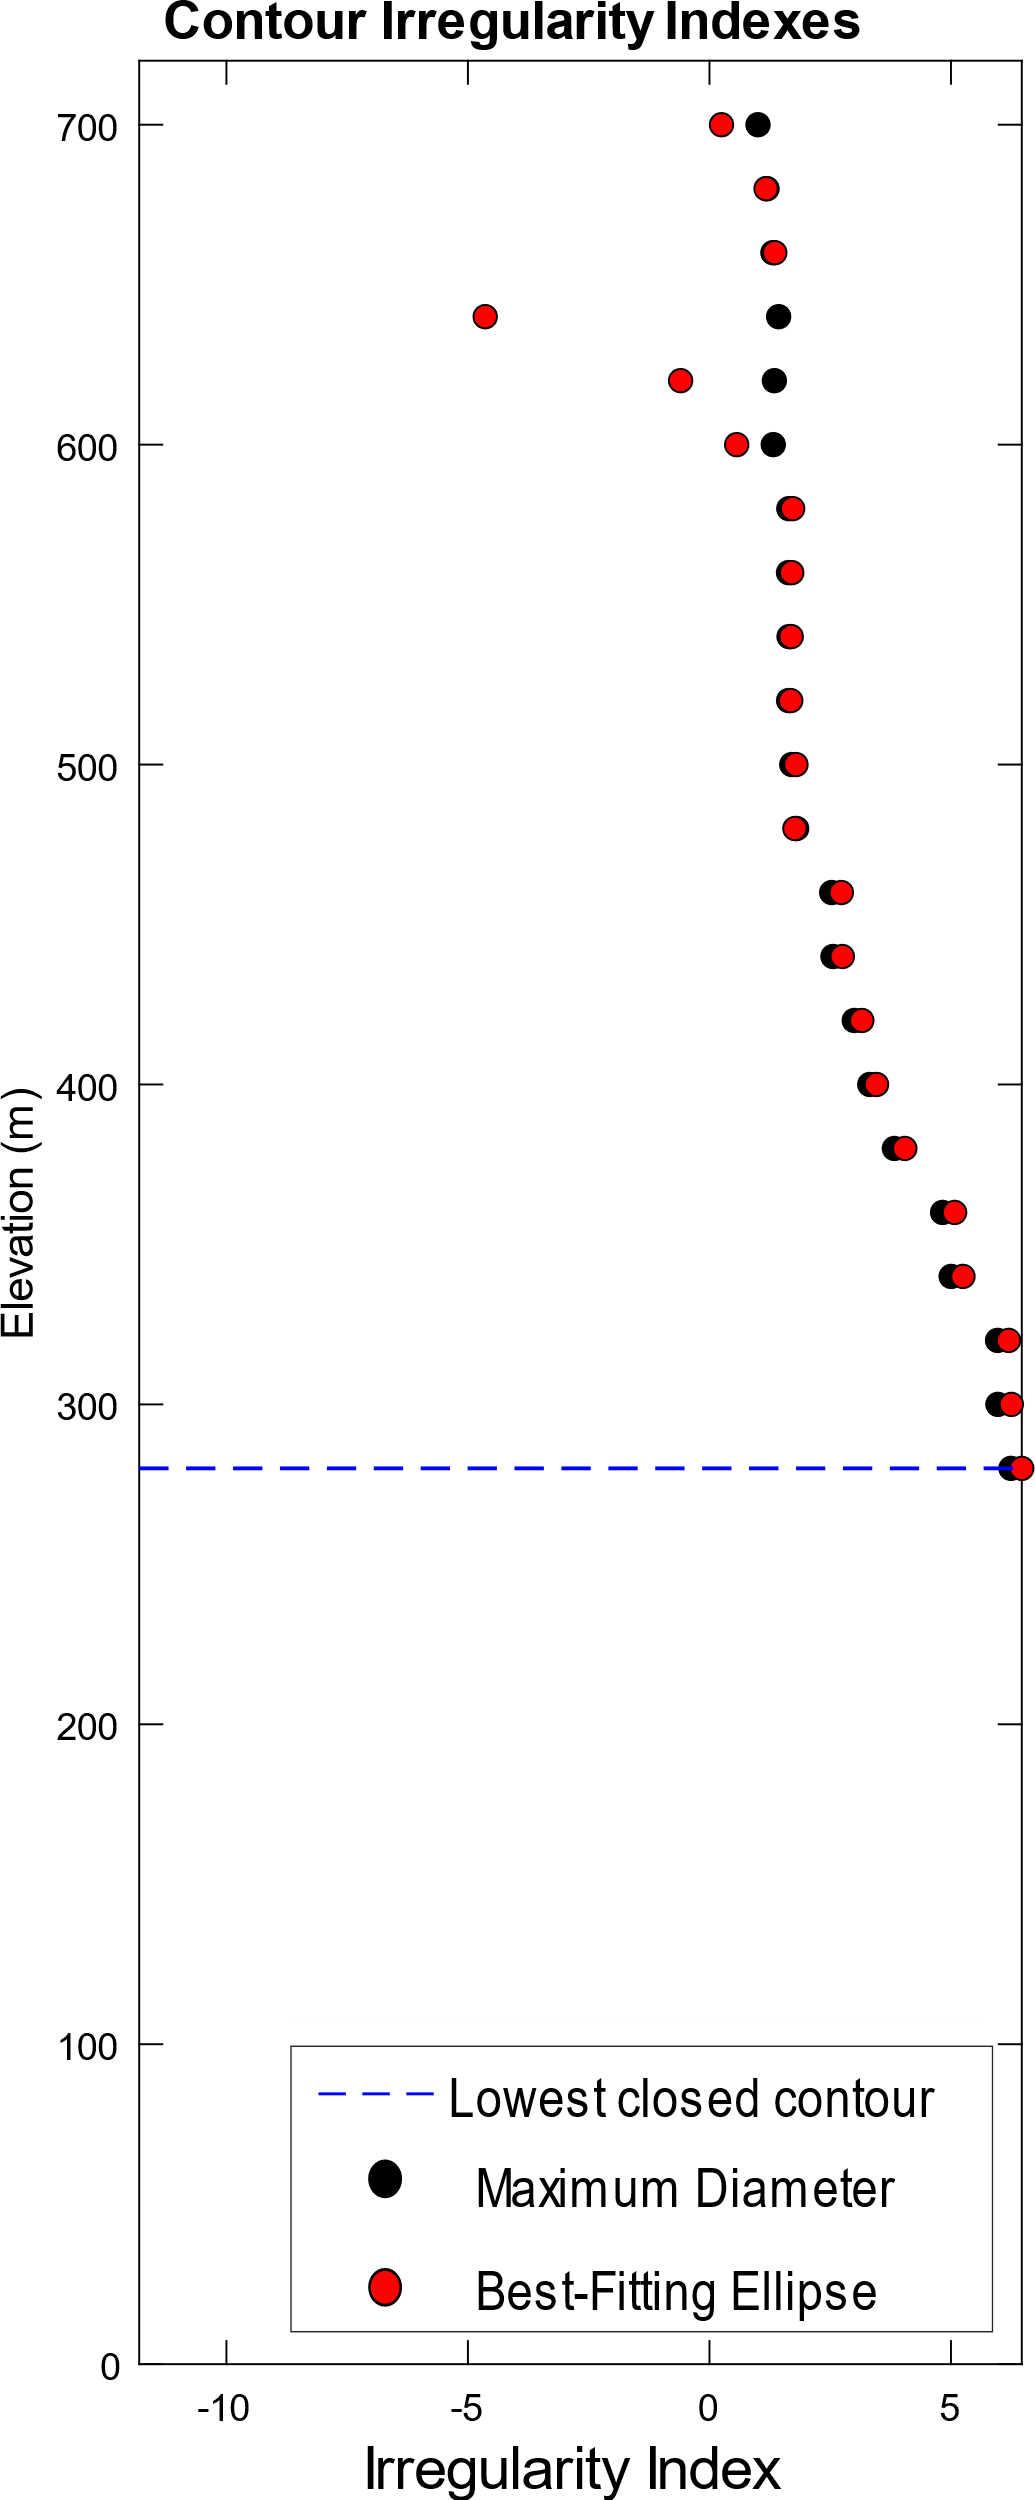 Contour Irregularity Indexes
700
600
500
400
300
200
100
0
Elevation (m)
Lowest closed contour
Maximum Diameter
Best-Fitting Ellipse
-10
-5
0
5
Irregularity Index